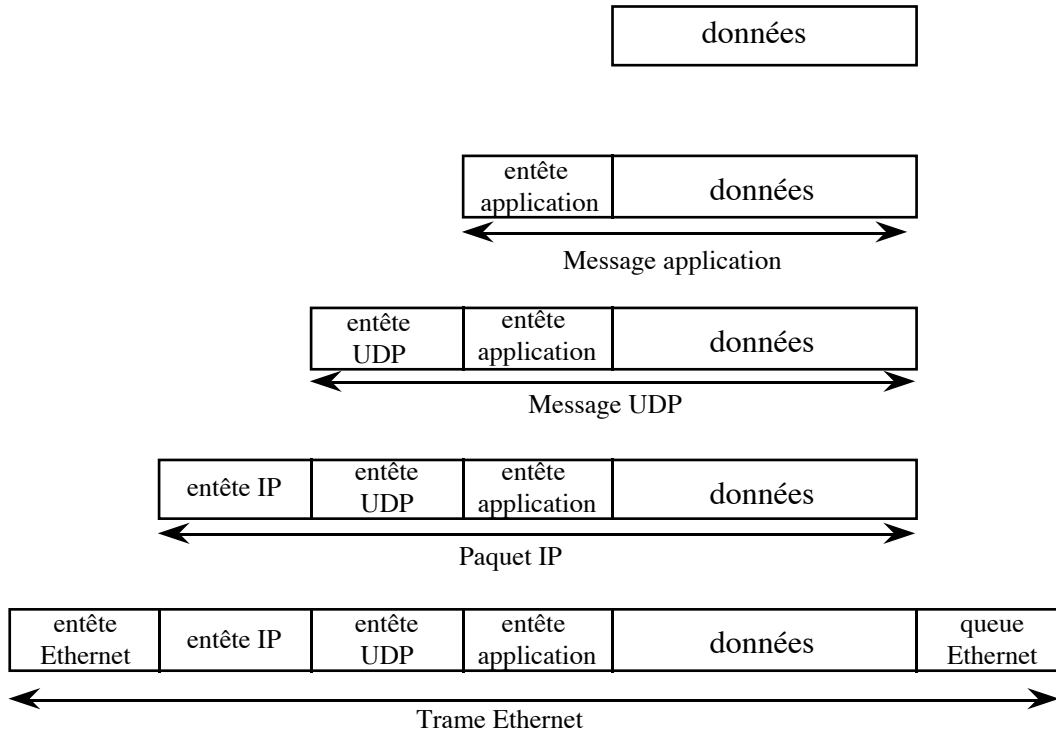 données
entête
application
données
Message application
entête
UDP
entête
application
données
Message UDP
entête IP
entête
UDP
entête
application
données
Paquet IP
entête
Ethernet
entête IP
entête
UDP
entête
application
données
queue
Ethernet
Trame Ethernet